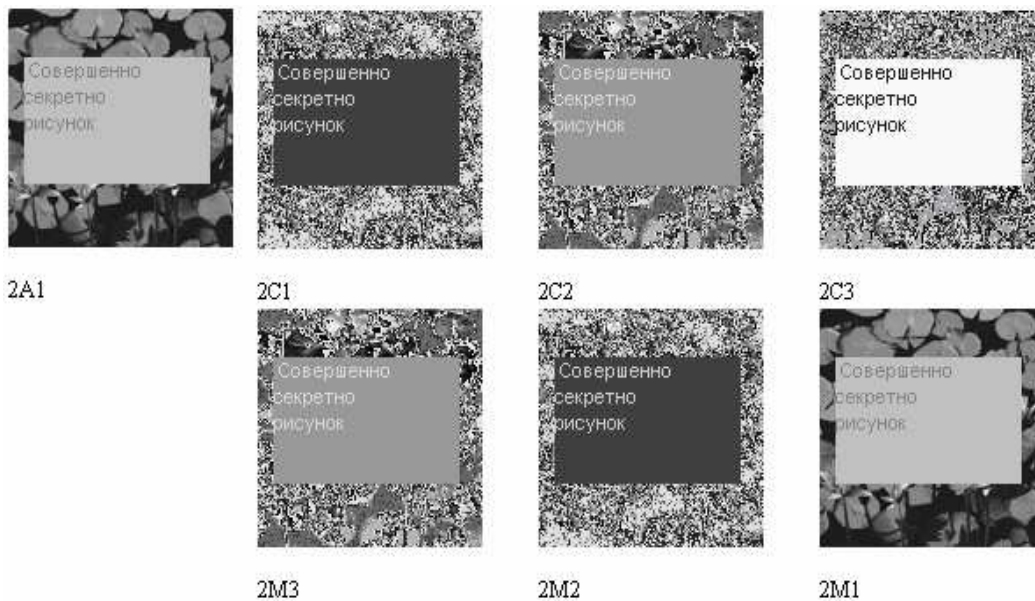 Совершенно
секретно
рисунок
Совершенно
секретно
рисунок
Совершенно
секретно
рисунок
Совершенно
секретно
рисунок
2A1
2C1
2C2
2C3
Совершенно
секретно
рисунок
Совершенно
секретно
рисунок
Совершенно
секретно
рисунок
2M3
2M2
2M1